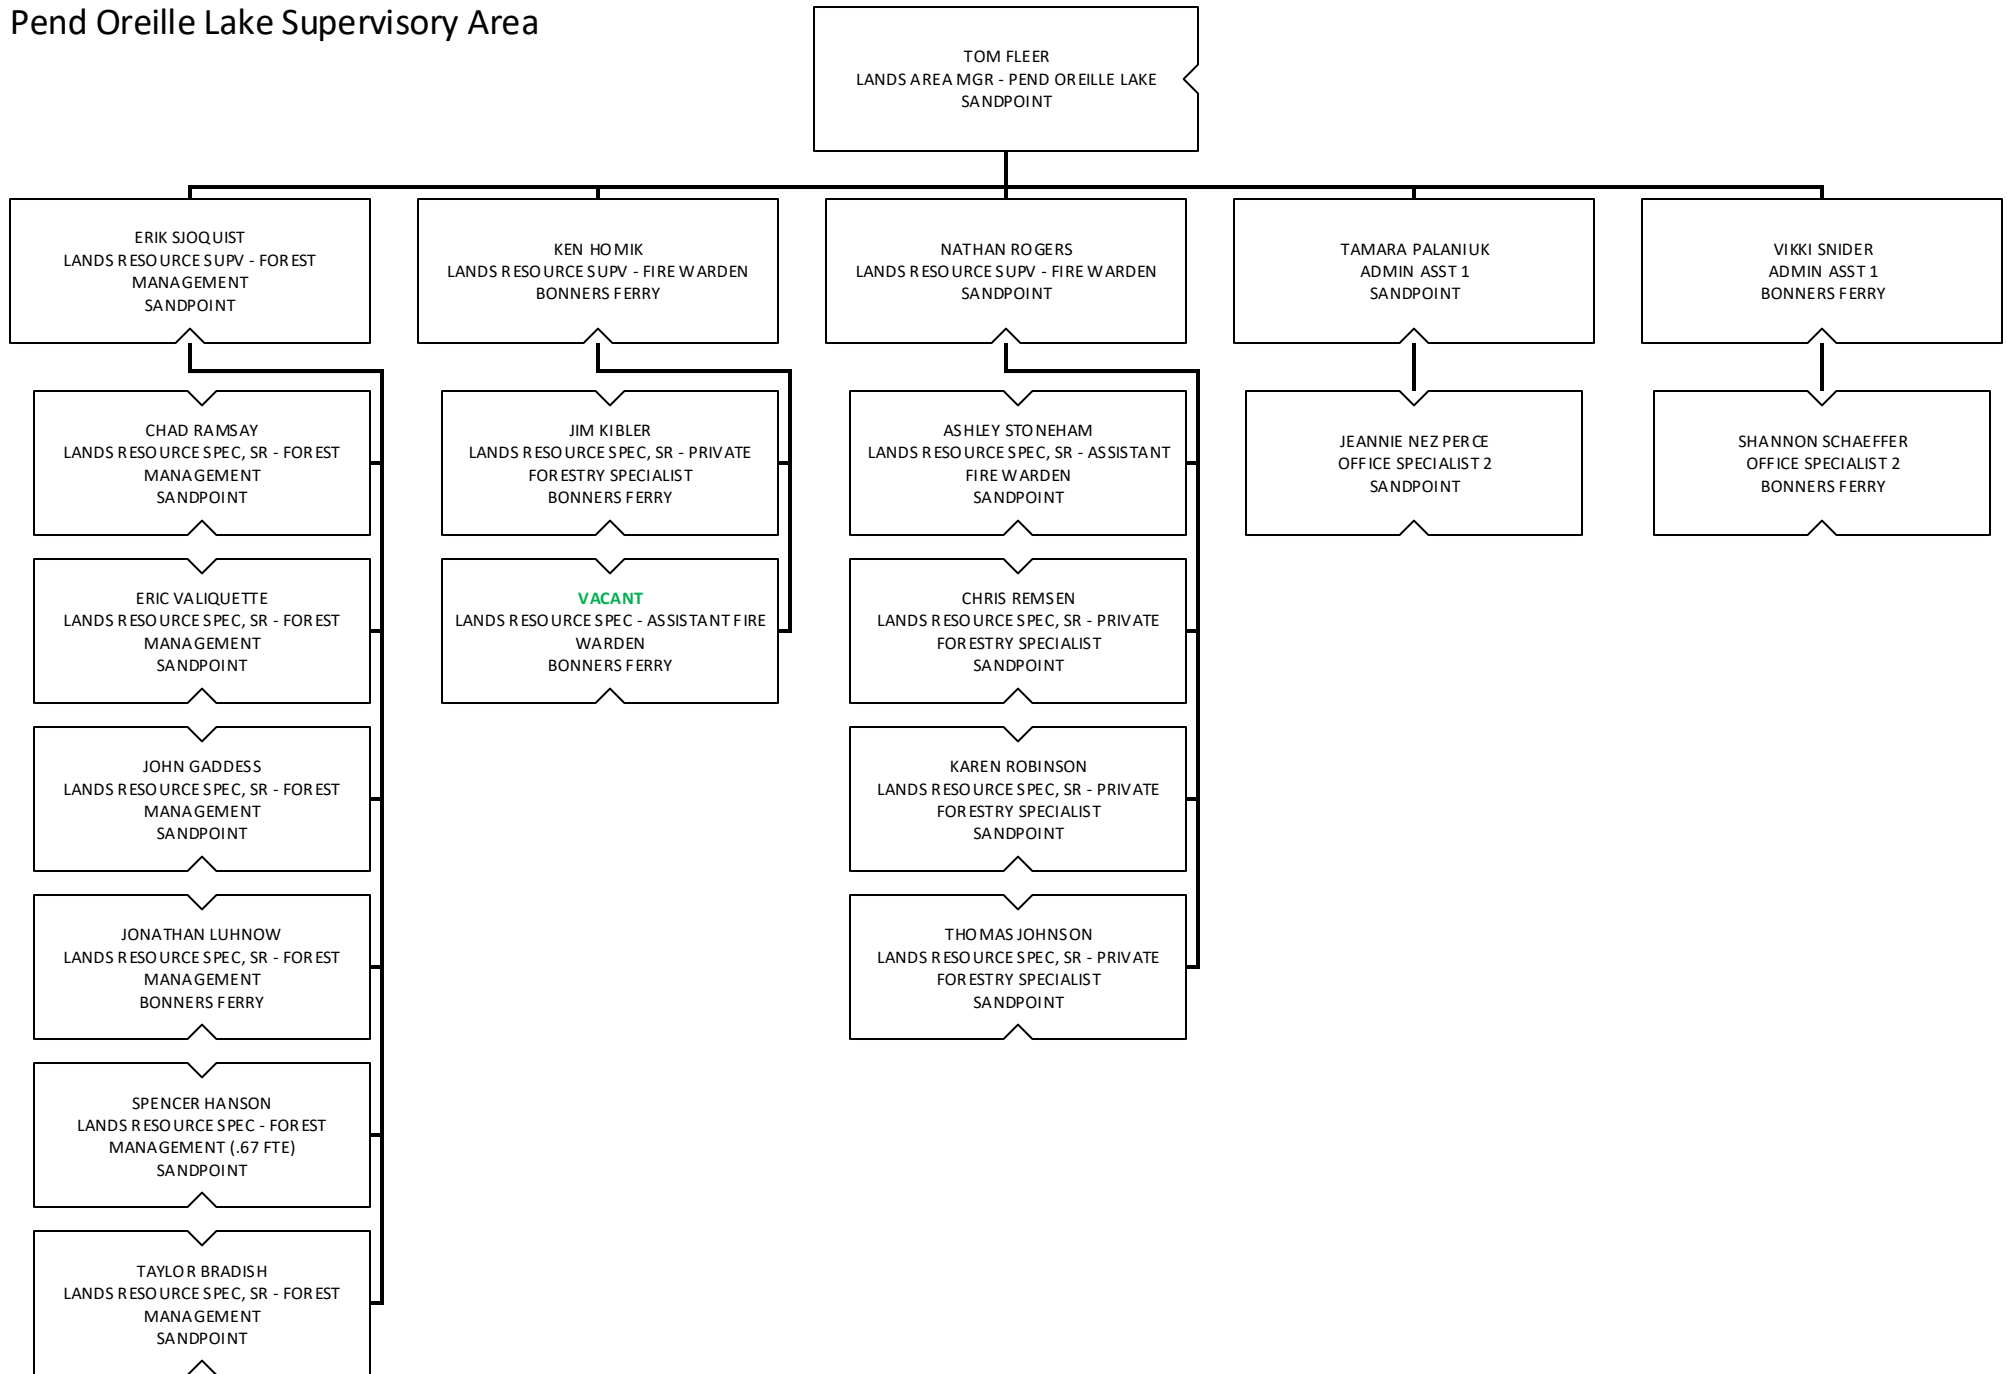 Pend Oreille Lake Supervisory Area
TOM FLEER
LANDS AREA MGR - PEND OREILLE LAKE
SANDPOINT
ERIK SJOQUIST
LANDS RESOURCE SUPV - FOREST
MANAGEMENT
SANDPOINT
KEN HOMIK
LANDS RESOURCE SUPV - FIRE WARDEN
BONNERS FERRY
NATHAN ROGERS
LANDS RESOURCE SUPV - FIRE WARDEN
SANDPOINT
TAMARA PALANIUK
ADMIN ASST 1
SANDPOINT
VIKKI SNIDER
ADMIN ASST 1
BONNERS FERRY
CHAD RAMSAY
LANDS RESOURCE SPEC, SR - FOREST
MANAGEMENT
SANDPOINT
ERIC VALIQUETTE
LANDS RESOURCE SPEC, SR - FOREST
MANAGEMENT
SANDPOINT
JOHN GADDESS
LANDS RESOURCE SPEC, SR - FOREST
MANAGEMENT
SANDPOINT
JONATHAN LUHNOW
LANDS RESOURCE SPEC, SR - FOREST
MANAGEMENT
BONNERS FERRY
SPENCER HANSON
LANDS RESOURCE SPEC - FOREST
MANAGEMENT (.67 FTE)
SANDPOINT
TAYLOR BRADISH
LANDS RESOURCE SPEC, SR - FOREST
MANAGEMENT
SANDPOINT
JIM KIBLER
LANDS RESOURCE SPEC, SR - PRIVATE
FORESTRY SPECIALIST
BONNERS FERRY
VACANT
LANDS RESOURCE SPEC - ASSISTANT FIRE
WARDEN
BONNERS FERRY
ASHLEY STONEHAM
LANDS RESOURCE SPEC, SR - ASSISTANT
FIRE WARDEN
SANDPOINT
CHRIS REMSEN
LANDS RESOURCE SPEC, SR - PRIVATE
FORESTRY SPECIALIST
SANDPOINT
KAREN ROBINSON
LANDS RESOURCE SPEC, SR - PRIVATE
FORESTRY SPECIALIST
SANDPOINT
THOMAS JOHNSON
LANDS RESOURCE SPEC, SR - PRIVATE
FORESTRY SPECIALIST
SANDPOINT
JEANNIE NEZ PERCE
OFFICE SPECIALIST 2
SANDPOINT
SHANNON SCHAEFFER
OFFICE SPECIALIST 2
BONNERS FERRY